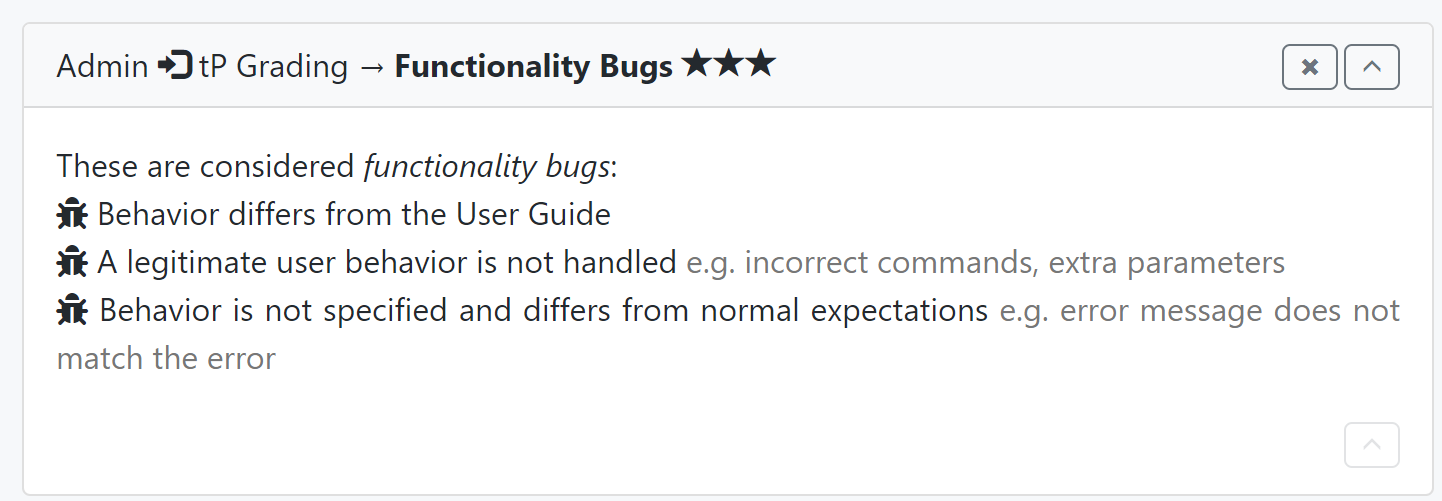 Admin tP Grading → Functionality Bugs ★★★
These are considered functionality bugs:
Behavior differs from the User Guide
A legitimate user behavior is not handled e.g. incorrect commands, extra parameters
Behavior is not specified and differs from normal expectations e.g. error message does not
match the error